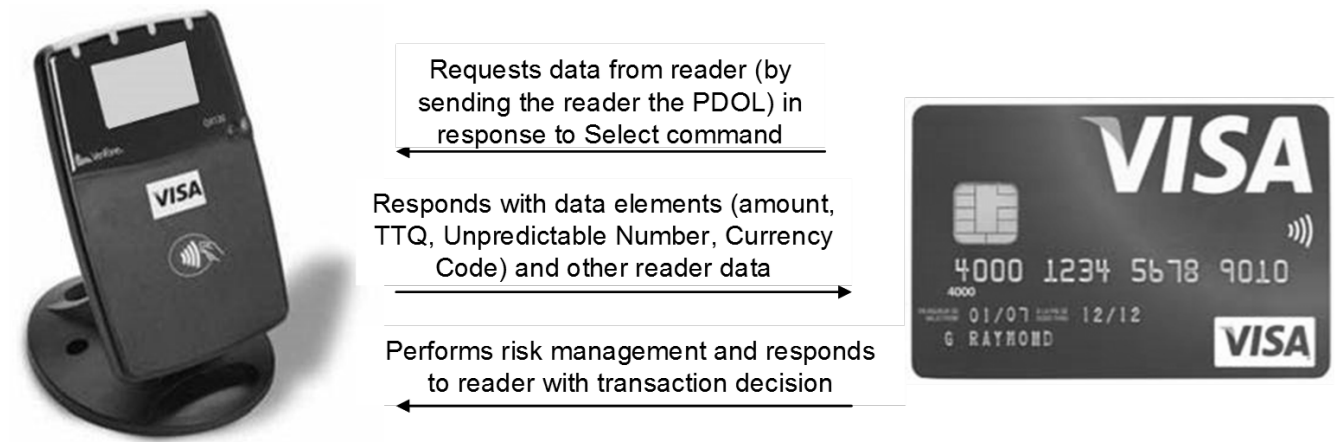 Requests data from reader (by
sending the reader the PDOL) in
response to Select command
Responds with data elements (amount,
TTQ, Unpredictable Number, Currency
Code) and other reader data
Performs risk management and responds
to reader with transaction decision
VISA
VISA
4000 1234 5678 9010
4000
01/07 12/12
G RAYMOND
VISA